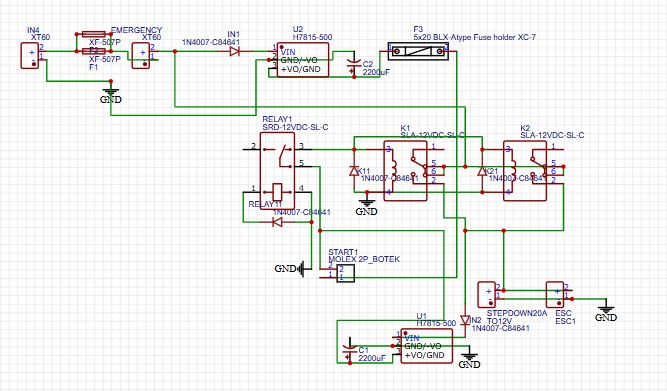 IN4
XT60
XF-507P
F2
XF-507P
F1
EMERGENCY
XT60
IN1
1N4007-C84641
U2
H7815-500
VIN
GND/-VO
+VO/GND
C2
2200uF
F3
5x20 BLX-Atype Fuse holder XC-7
GND
RELAY1
SRD-12VDC-SL-C
K1
SLA-12VDC-SL-C
K2
SLA-12VDC-SL-C
K11
1N4007-C84641
K21
1N4007-C84641
GND
RELAY11
1N4007-C84641
GND
START1
MOLEX 2P_BOTEK
STEPDOWN20A
TO12V
ESC
ESC1
GND
IN2
1N4007-C84641
U1
H7815-500
VIN
GND/-VO
+VO/GND
C1
2200uF
GND